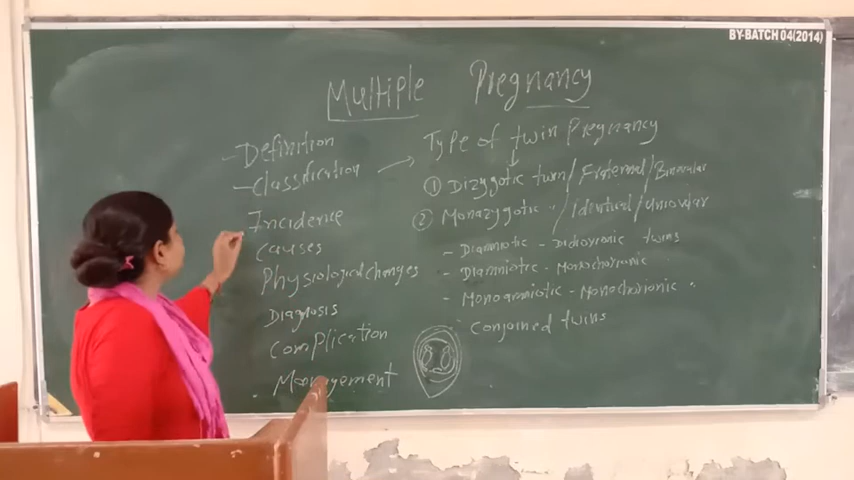 BY-BATCH 04(2014)
Multiple Pregnancy
- Definition
- Classification
Incidence
Causes
Physiological changes
Diagnosis
Complication
Management
Type of twin Pregnancy
① Dizygotic twin/Fraternal/Binovular
② Monozygotic " /Identical/Uniovular
- Diamniotic - Dichorionic twins
- Diamniotic - Monochorionic
- Monoamniotic - Monochorionic
- Conjoined twins